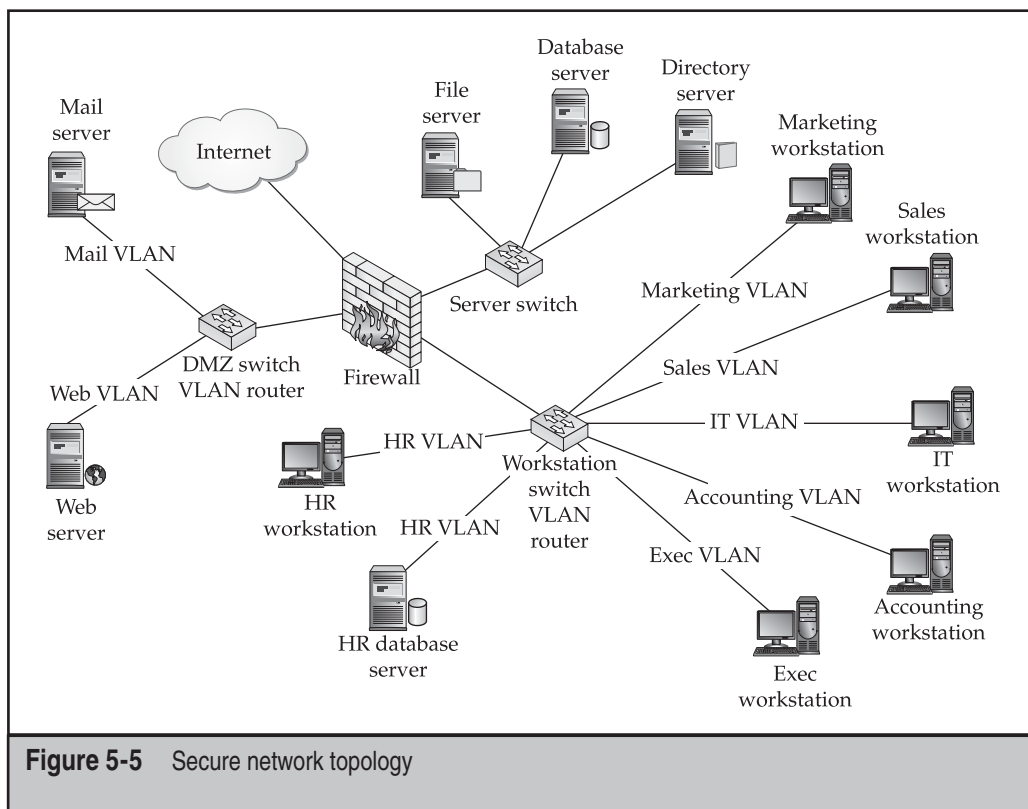 Database
server
Directory
server
File
server
Mail
server
Marketing
workstation
Internet
Sales
workstation
Mail VLAN
Marketing VLAN
Server switch
DMZ switch
VLAN router
Firewall
Sales VLAN
Web VLAN
IT VLAN
HR VLAN
Workstation
switch
VLAN
router
IT
workstation
Web
server
HR
workstation
Accounting VLAN
HR VLAN
Exec VLAN
Accounting
workstation
HR database
server
Exec
workstation
Figure 5-5 Secure network topology